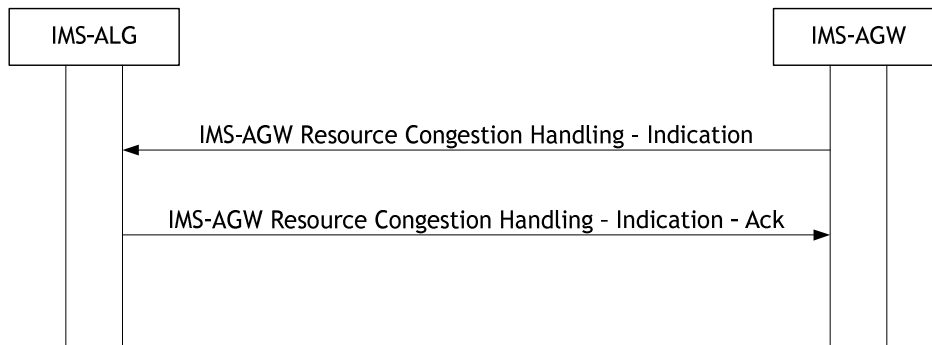 IMS-ALG
IMS-AGW
IMS-AGW Resource Congestion Handling - Indication
IMS-AGW Resource Congestion Handling - Indication - Ack